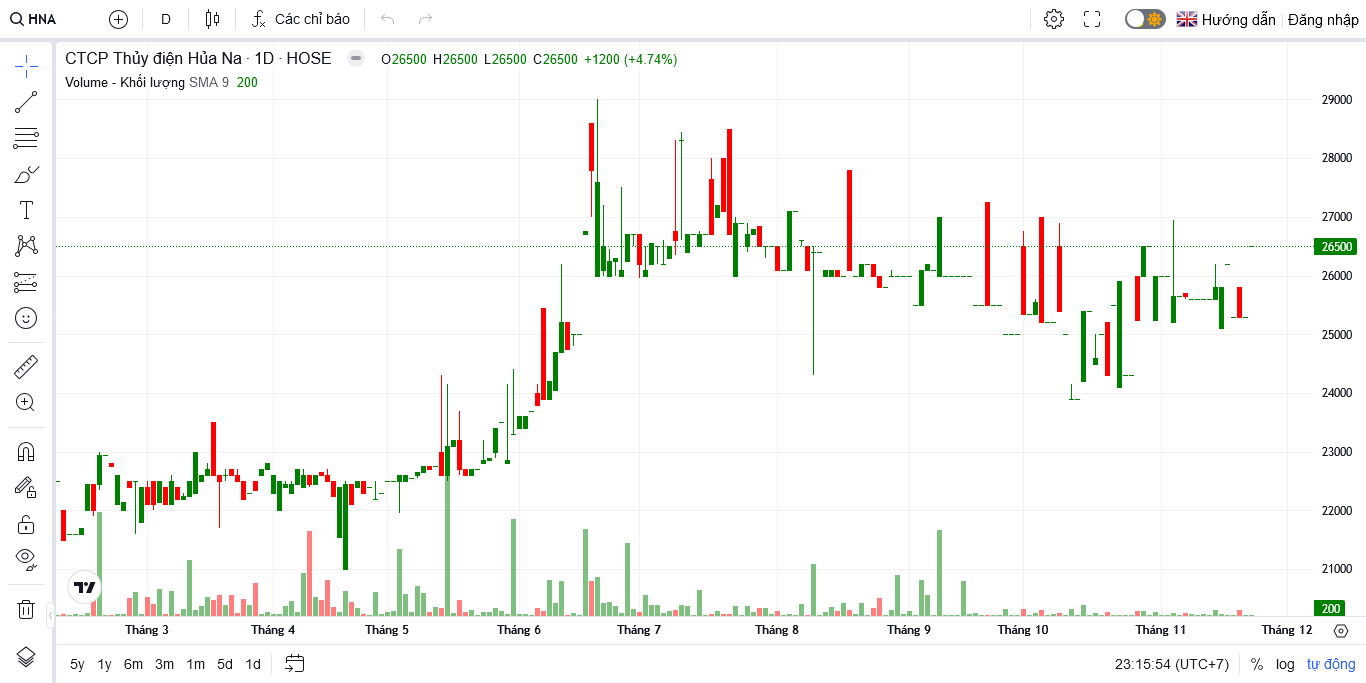 HNA D Các chỉ báo Hướng dẫn Đăng nhập
CTCP Thủy điện Hủa Na · 1D · HOSE O26500 H26500 L26500 C26500 +1200 (+4.74%)
Volume - Khối lượng SMA 9 200
29000
28000
27000
26500
26000
25000
24000
23000
22000
21000
200
Tháng 3 Tháng 4 Tháng 5 Tháng 6 Tháng 7 Tháng 8 Tháng 9 Tháng 10 Tháng 11 Tháng 12
5y 1y 6m 3m 1m 5d 1d 23:15:54 (UTC+7) % log tự động